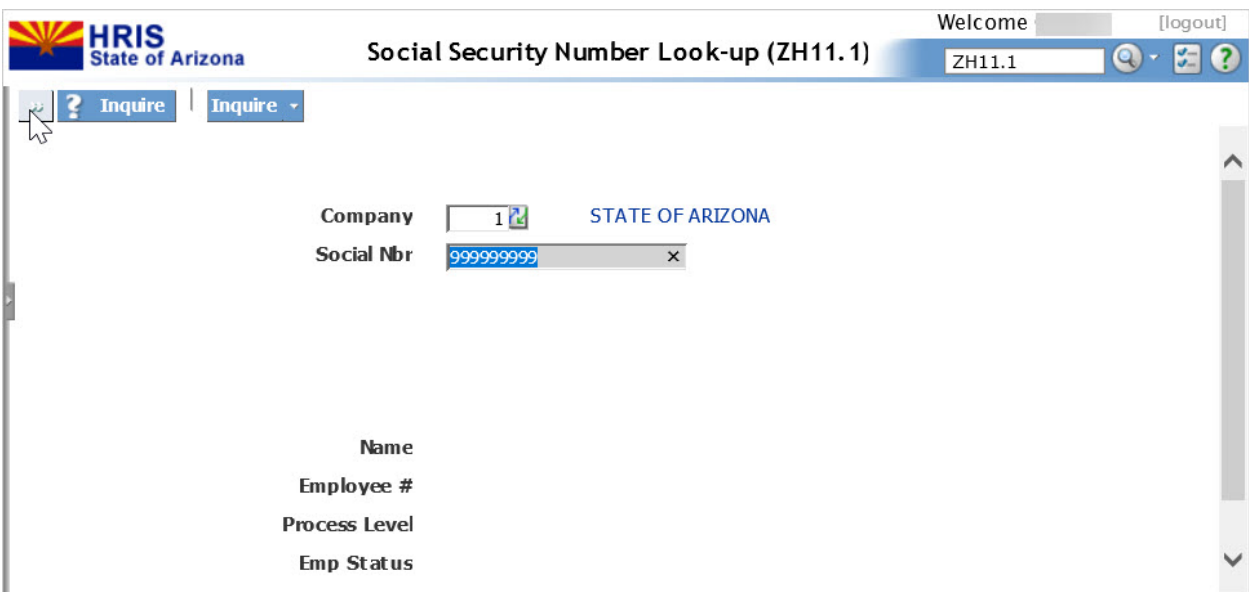 HRIS
State of Arizona
Social Security Number Look-up (ZH11.1)
Welcome
[logout]
ZH11.1
?
» ? Inquire | Inquire
Company 1 STATE OF ARIZONA
Social Nbr 999999999 ×
Name
Employee #
Process Level
Emp Status